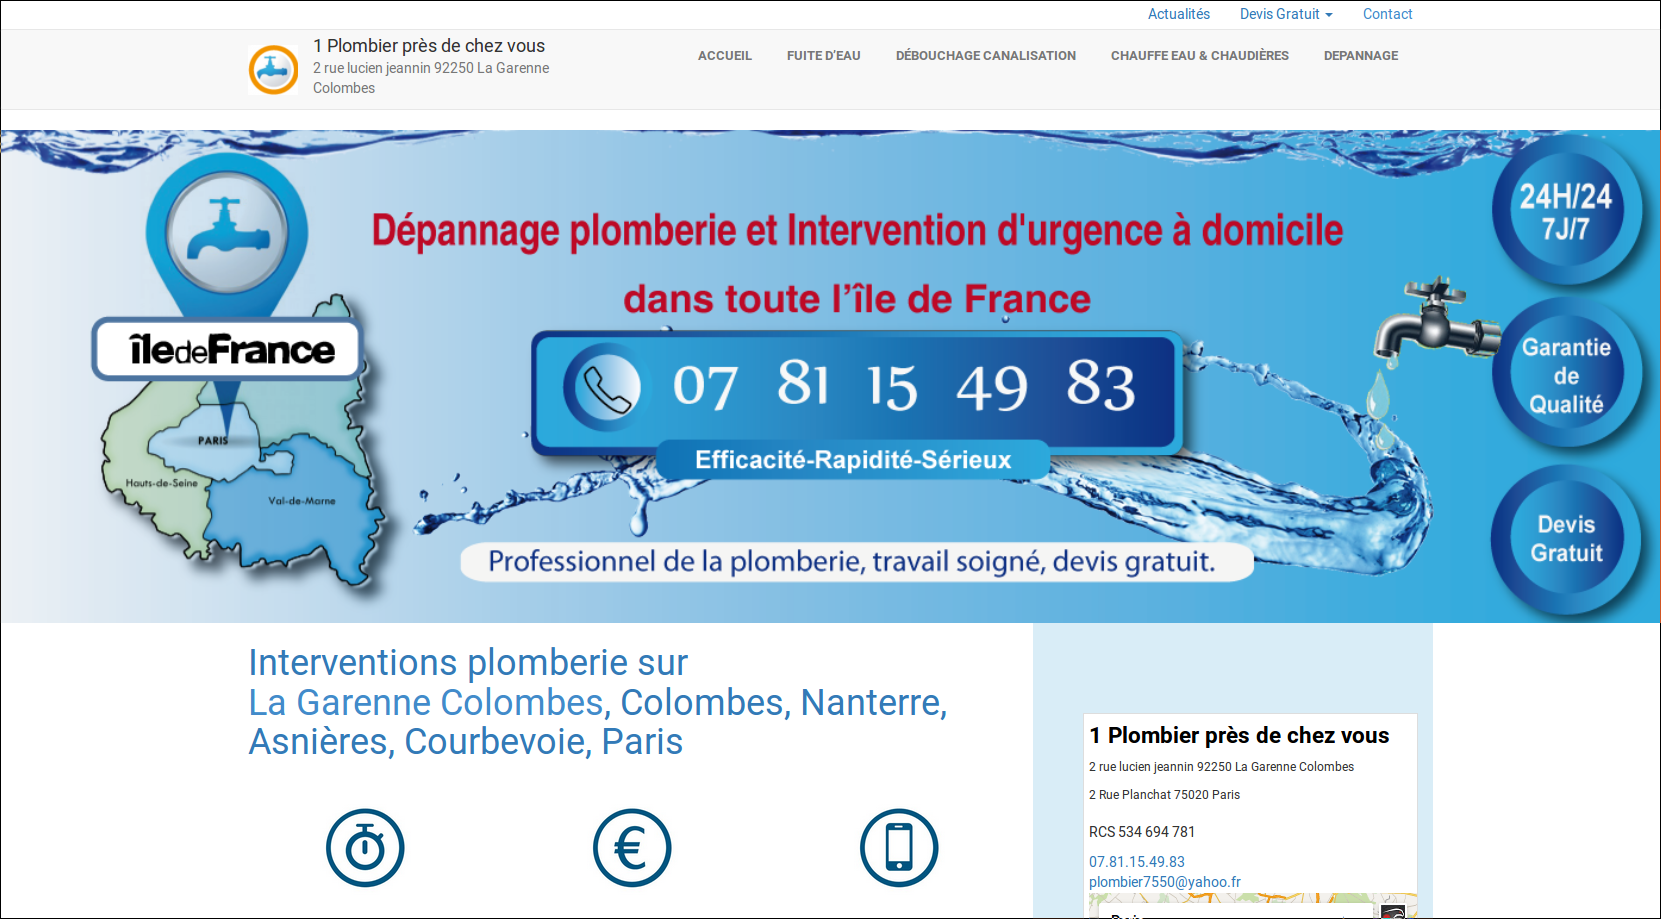 Actualités
Devis Gratuit
Contact
1 Plombier près de chez vous
2 rue lucien jeannin 92250 La Garenne
Colombes
ACCUEIL
FUITE D'EAU
DÉBOUCHAGE CANALISATION
CHAUFFE EAU & CHAUDIÈRES
DEPANNAGE
24H/24
7J/7
Dépannage plomberie et Intervention d'urgence à domicile
dans toute l'île de France
îledeFrance
07 81 15 49 83
Garantie
de
Qualité
PARIS
Efficacité-Rapidité-Sérieux
Hauts-de-Seine
Val-de-Marne
Devis
Gratuit
Professionnel de la plomberie, travail soigné, devis gratuit.
Interventions plomberie sur
La Garenne Colombes, Colombes, Nanterre,
Asnières, Courbevoie, Paris
€
1 Plombier près de chez vous
2 rue lucien jeannin 92250 La Garenne Colombes
2 Rue Planchat 75020 Paris
RCS 534 694 781
07.81.15.49.83
plombier7550@yahoo.fr